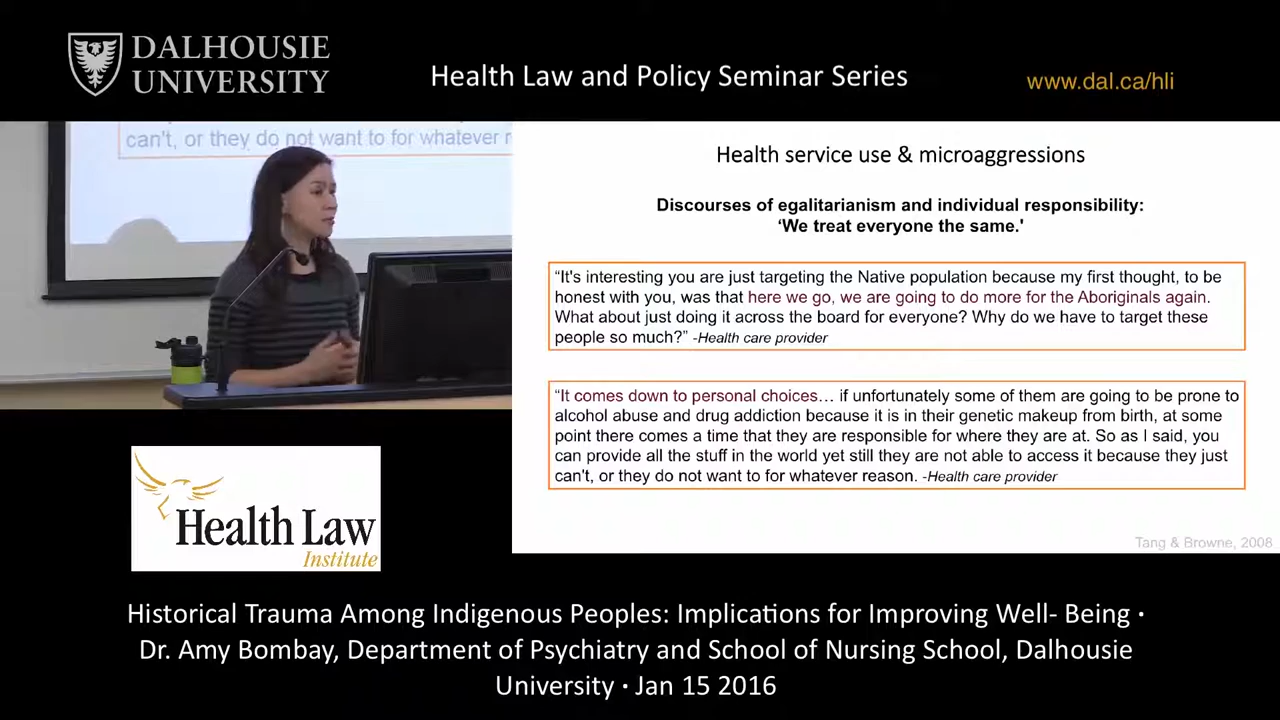 DALHOUSIE
UNIVERSITY
Health Law and Policy Seminar Series
www.dal.ca/hli
can't, or they do not want to for whatever r
Health service use & microaggressions
Discourses of egalitarianism and individual responsibility:
‘We treat everyone the same.'
“It's interesting you are just targeting the Native population because my first thought, to be
honest with you, was that here we go, we are going to do more for the Aboriginals again.
What about just doing it across the board for everyone? Why do we have to target these
people so much?” -Health care provider
“It comes down to personal choices… if unfortunately some of them are going to be prone to
alcohol abuse and drug addiction because it is in their genetic makeup from birth, at some
point there comes a time that they are responsible for where they are at. So as I said, you
can provide all the stuff in the world yet still they are not able to access it because they just
can't, or they do not want to for whatever reason. -Health care provider
Tang & Browne, 2008
Health Law
Institute
Historical Trauma Among Indigenous Peoples: Implications for Improving Well- Being ·
Dr. Amy Bombay, Department of Psychiatry and School of Nursing School, Dalhousie
University · Jan 15 2016